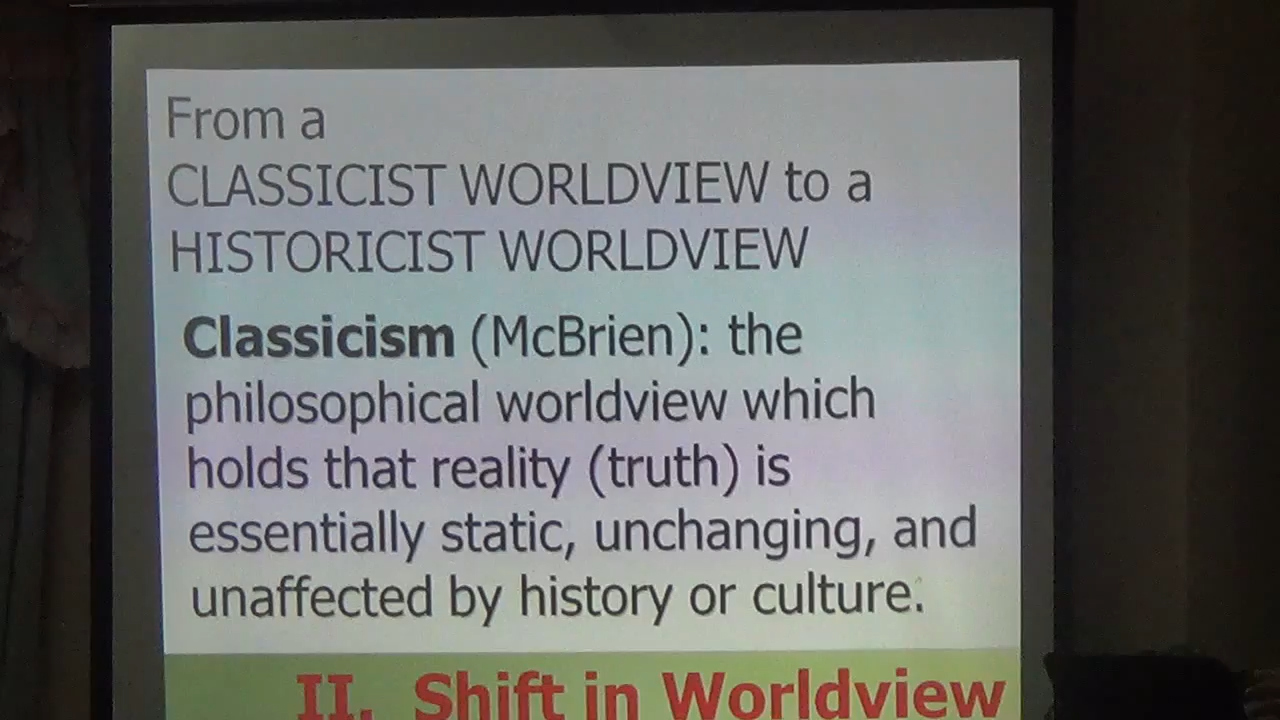 From a
CLASSICIST WORLDVIEW to a
HISTORICIST WORLDVIEW
Classicism (McBrien): the
philosophical worldview which
holds that reality (truth) is
essentially static, unchanging, and
unaffected by history or culture.
II. Shift in Worldview